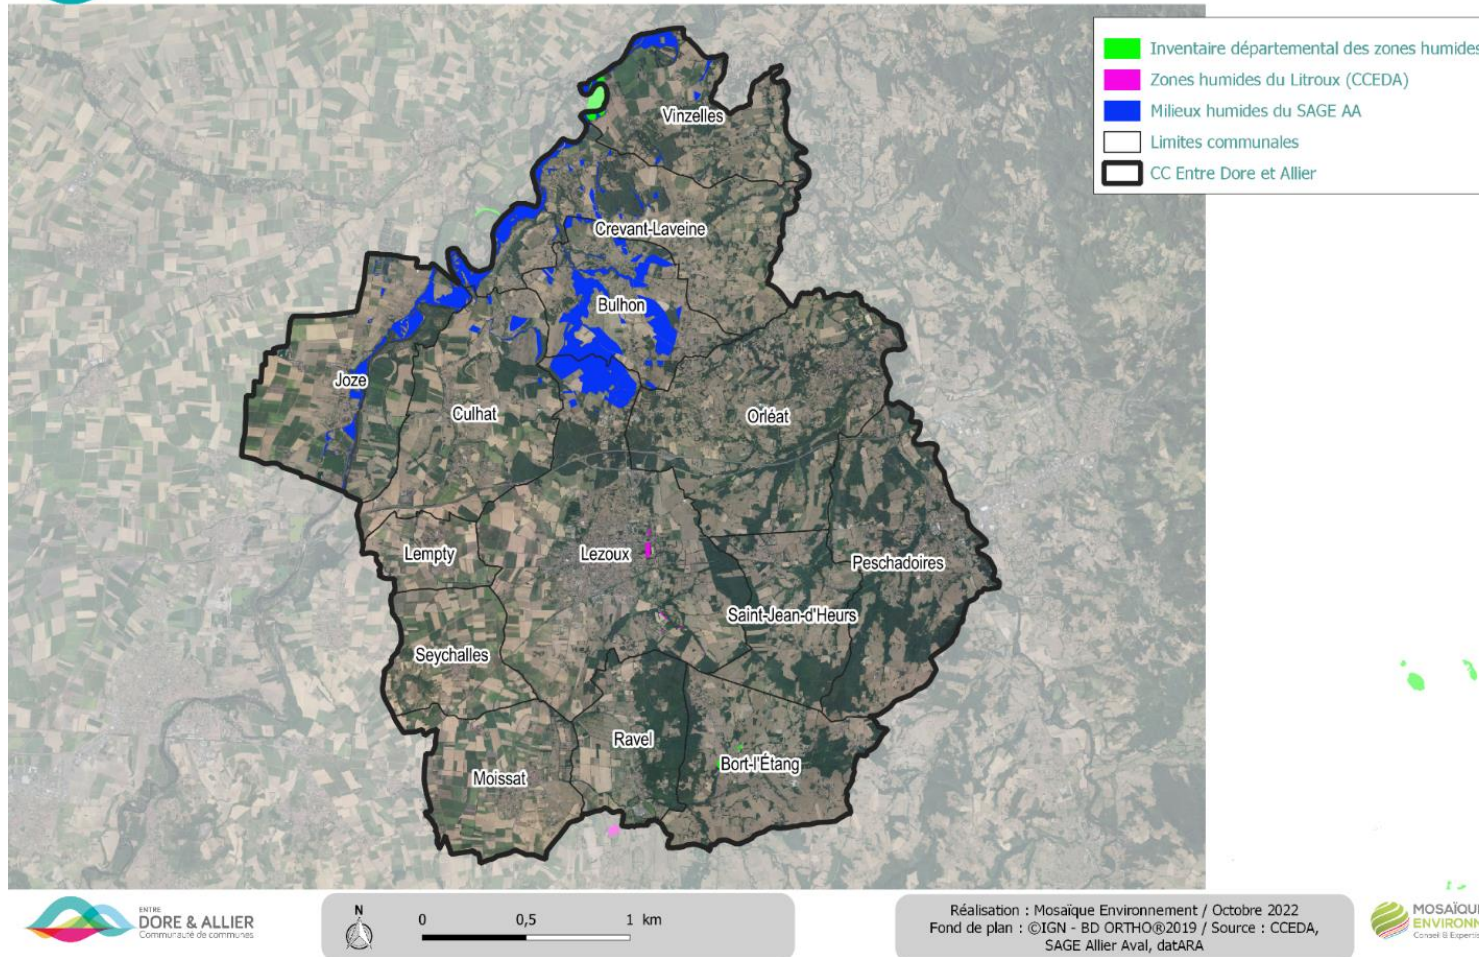 Inventaire départemental des zones humides
Zones humides du Litroux (CCEDA)
Milieux humides du SAGE AA
Limites communales
CC Entre Dore et Allier
Vinzelles
Crevant-Laveine
Bulhon
Joze
Culhat
Orléat
Lempty
Lezoux
Peschadoires
Saint-Jean-d'Heurs
Seychalles
Ravel
Bort-l'Étang
Moissat
ENTRE
DORE & ALLIER
Communauté de communes
N
0 0,5 1 km
Réalisation : Mosaïque Environnement / Octobre 2022
Fond de plan : ©IGN - BD ORTHO®2019 / Source : CCEDA,
SAGE Allier Aval, datARA
MOSAÏQUE
ENVIRONN
Conseil & Expertis